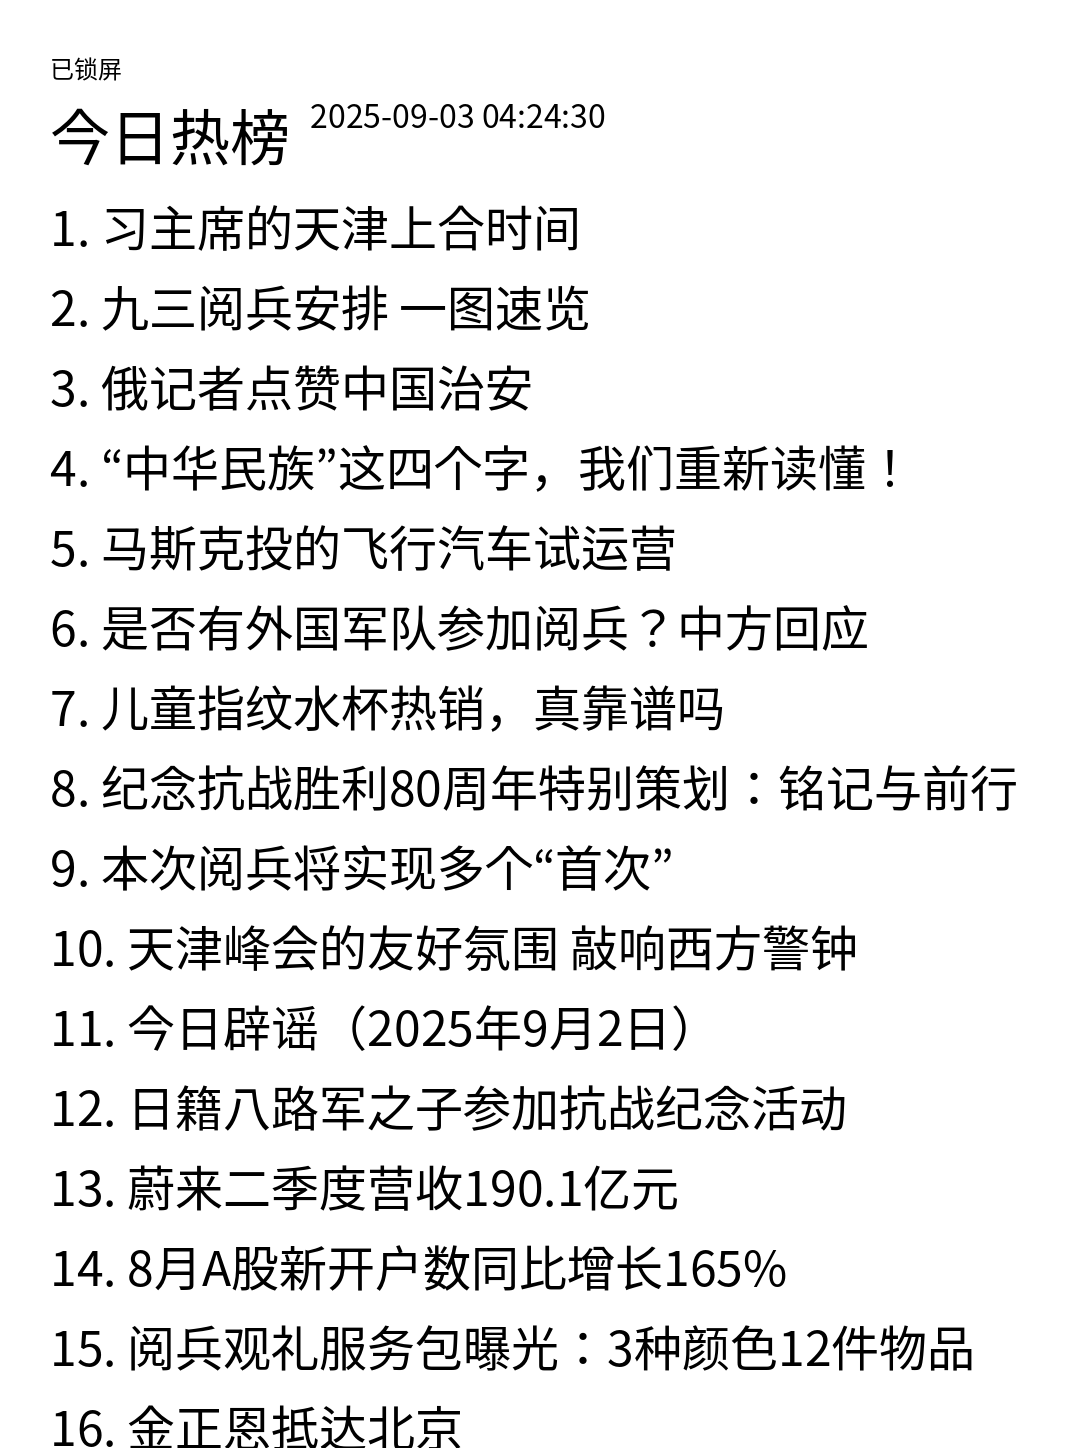 已锁屏
今日热榜 2025-09-03 04:24:30
1. 习主席的天津上合时间
2. 九三阅兵安排 一图速览
3. 俄记者点赞中国治安
4. “中华民族”这四个字，我们重新读懂！
5. 马斯克投的飞行汽车试运营
6. 是否有外国军队参加阅兵？中方回应
7. 儿童指纹水杯热销，真靠谱吗
8. 纪念抗战胜利80周年特别策划：铭记与前行
9. 本次阅兵将实现多个“首次”
10. 天津峰会的友好氛围 敲响西方警钟
11. 今日辟谣（2025年9月2日）
12. 日籍八路军之子参加抗战纪念活动
13. 蔚来二季度营收190.1亿元
14. 8月A股新开户数同比增长165%
15. 阅兵观礼服务包曝光：3种颜色12件物品
16. 金正恩抵达北京